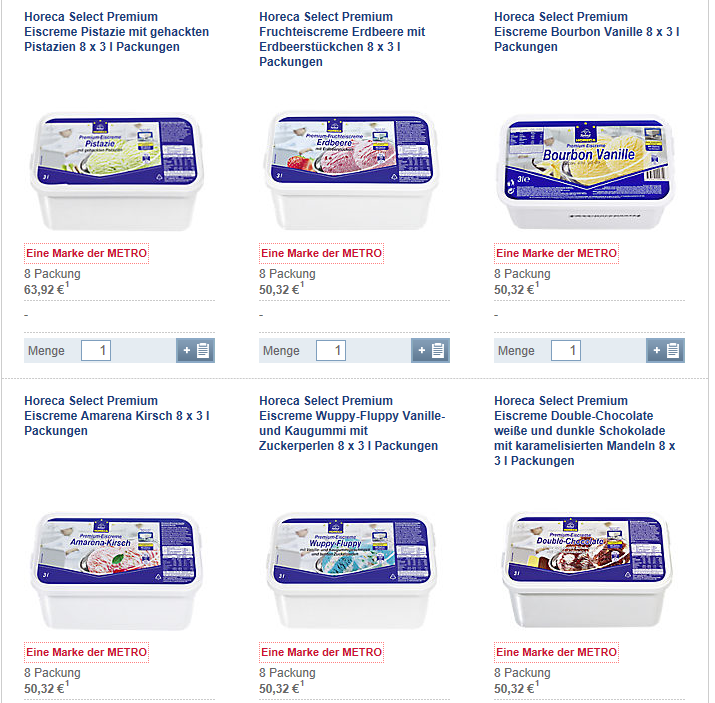 Horeca Select Premium
Eiscreme Pistazie mit gehackten
Pistazien 8 x 3 l Packungen
Horeca Select Premium
Fruchteiscreme Erdbeere mit
Erdbeerstückchen 8 x 3 l
Packungen
Horeca Select Premium
Eiscreme Bourbon Vanille 8 x 3 l
Packungen
Premium-Eiscreme
Pistazie
mit gehackten Pistazien
3 l
Premium-Fruchteiscreme
Erdbeere
mit Erdbeerstückchen
3 l
Premium Eiscreme
Bourbon Vanille
3 l e
Eine Marke der METRO
8 Packung
63,92 €1
-
Menge 1 +
Eine Marke der METRO
8 Packung
50,32 €1
-
Menge 1 +
Eine Marke der METRO
8 Packung
50,32 €1
-
Menge 1 +
Horeca Select Premium
Eiscreme Amarena Kirsch 8 x 3 l
Packungen
Horeca Select Premium
Eiscreme Wuppy-Fluppy Vanille-
und Kaugummi mit
Zuckerperlen 8 x 3 l Packungen
Horeca Select Premium
Eiscreme Double-Chocolate
weiße und dunkle Schokolade
mit karamelisierten Mandeln 8 x
3 l Packungen
Premium-Eiscreme
Amarena-Kirsch
3 l
Premium-Eiscreme
Wuppy-Fluppy
3 l
Premium-Eiscreme
Double-Chocolate
3 l
Eine Marke der METRO
8 Packung
50,32 €1
Eine Marke der METRO
8 Packung
50,32 €1
Eine Marke der METRO
8 Packung
50,32 €1